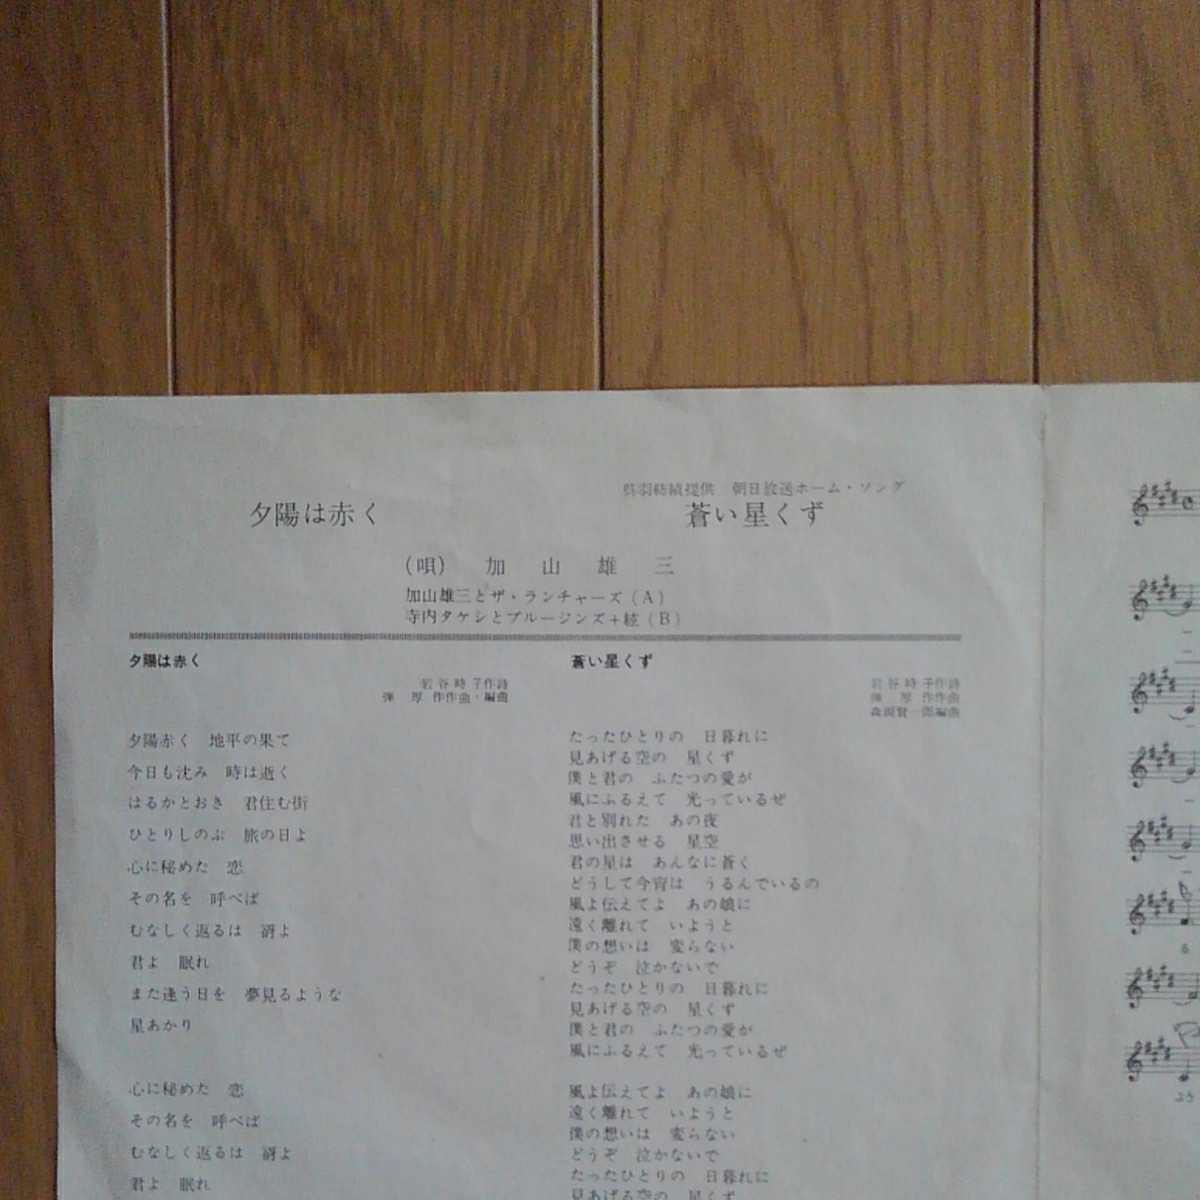 呉羽紡績提供　朝日放送ホーム・ソング
夕陽は赤く　蒼い星くず
(唄)　加　山　雄　三
加山雄三とザ・ランチャーズ(A)
寺内タケシとブルージンズ+絃(B)
夕陽は赤く
岩谷時子作詩
弾　厚　作作曲・編曲
夕陽赤く　地平の果て
今日も沈み　時は逝く
はるかとおき　君住む街
ひとりしのぶ　旅の日よ
心に秘めた　恋
その名を　呼べば
むなしく返るは　谺よ
君よ　眠れ
また逢う日を　夢見るような
星あかり
心に秘めた　恋
その名を　呼べば
むなしく返るは　谺よ
君よ　眠れ
蒼い星くず
岩谷時子作詩
弾　厚　作作曲
森岡賢一郎編曲
たったひとりの　日暮れに
見あげる空の　星くず
僕と君の　ふたつの愛が
風にふるえて　光っているぜ
君と別れた　あの夜
思い出させる　星空
君の星は　あんなに蒼く
どうして今宵は　うるんでいるの
風よ伝えてよ　あの娘に
遠く離れて　いようと
僕の想いは　変らない
どうぞ　泣かないで
たったひとりの　日暮れに
見あげる空の　星くず
僕と君の　ふたつの愛が
風にふるえて　光っているぜ
風よ伝えてよ　あの娘に
遠く離れて　いようと
僕の想いは　変らない
どうぞ　泣かないで
たったひとりの　日暮れに
見あげる空の　星くず